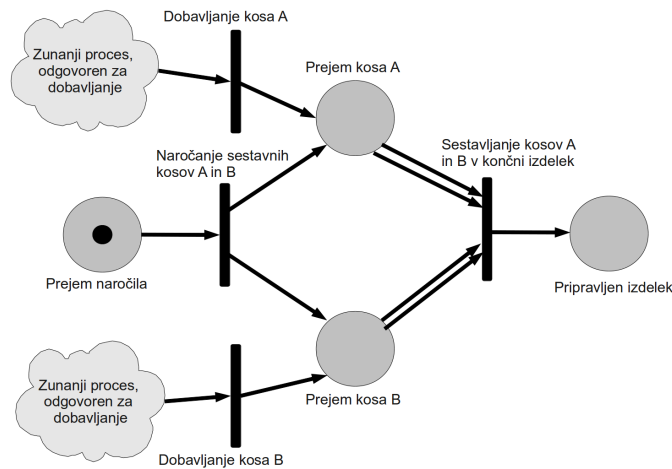 Dobavljanje kosa A
Zunanji proces,
odgovoren za
dobavljanje
Prejem kosa A
Naročanje sestavnih
kosov A in B
Sestavljanje kosov A
in B v končni izdelek
Prejem naročila
Pripravljen izdelek
Zunanji proces,
odgovoren za
dobavljanje
Prejem kosa B
Dobavljanje kosa B